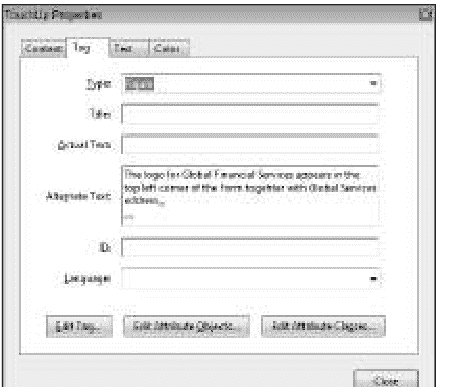 TouchUp Properties
Content Tag Text Color
Type: Figure
Title:
Actual Text:
Alternate Text: The logo for Global Financial Services appears in the
top left corner of the form together with Global Services
address.
ID:
Language:
Edit Tag... Edit Attribute Objects... Edit Attribute Classes...
Close